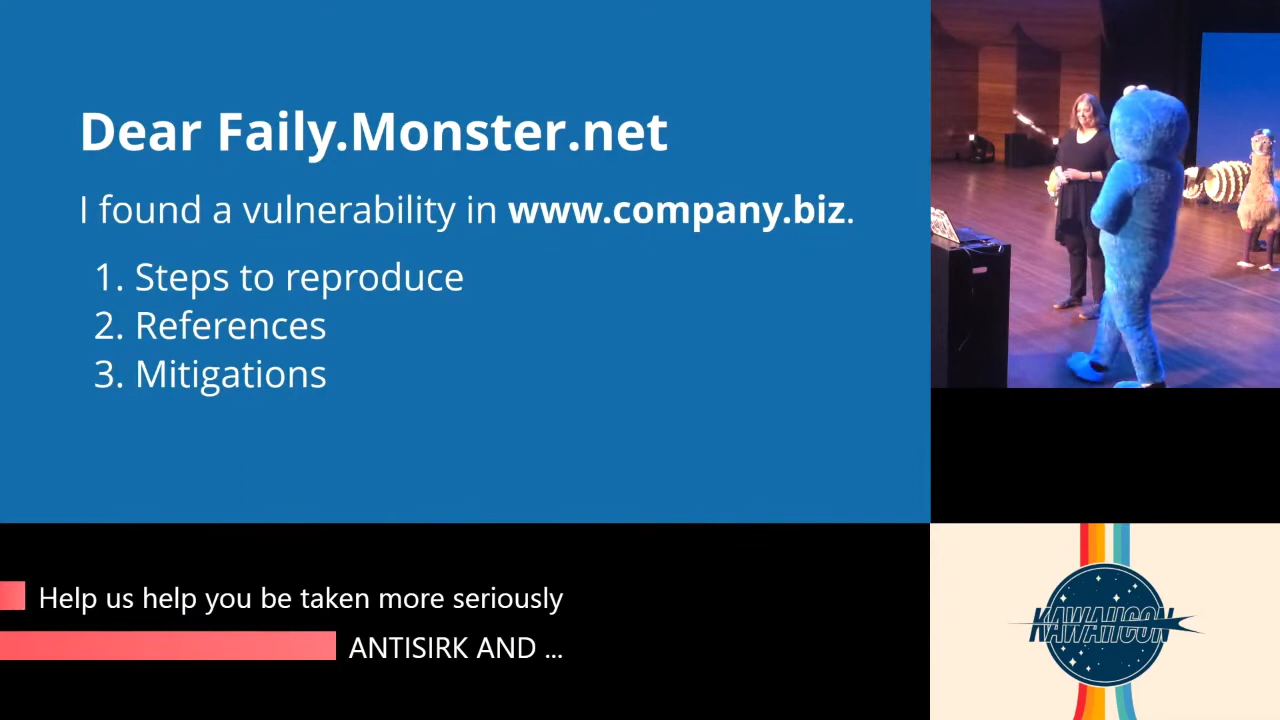 Dear Faily.Monster.net
I found a vulnerability in www.company.biz.
1. Steps to reproduce
2. References
3. Mitigations
Help us help you be taken more seriously
ANTISIRK AND ...
KAWAIICON